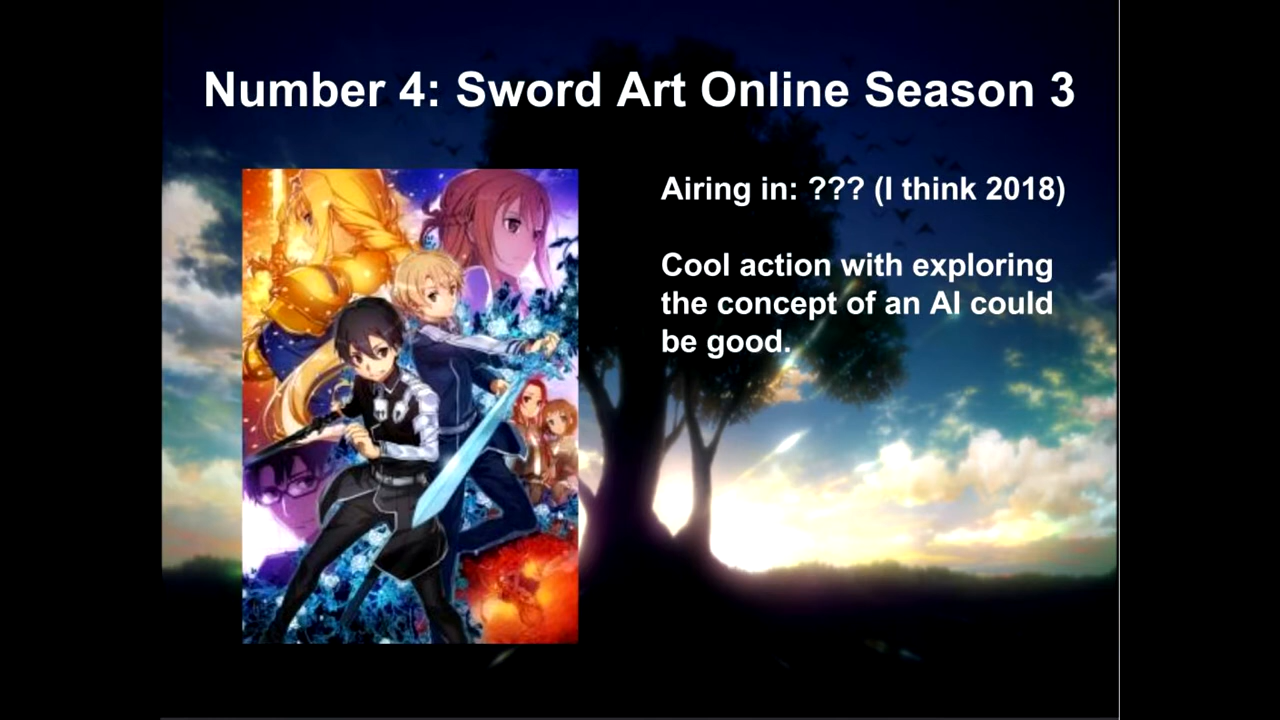 Number 4: Sword Art Online Season 3
Airing in: ??? (I think 2018)
Cool action with exploring
the concept of an AI could
be good.